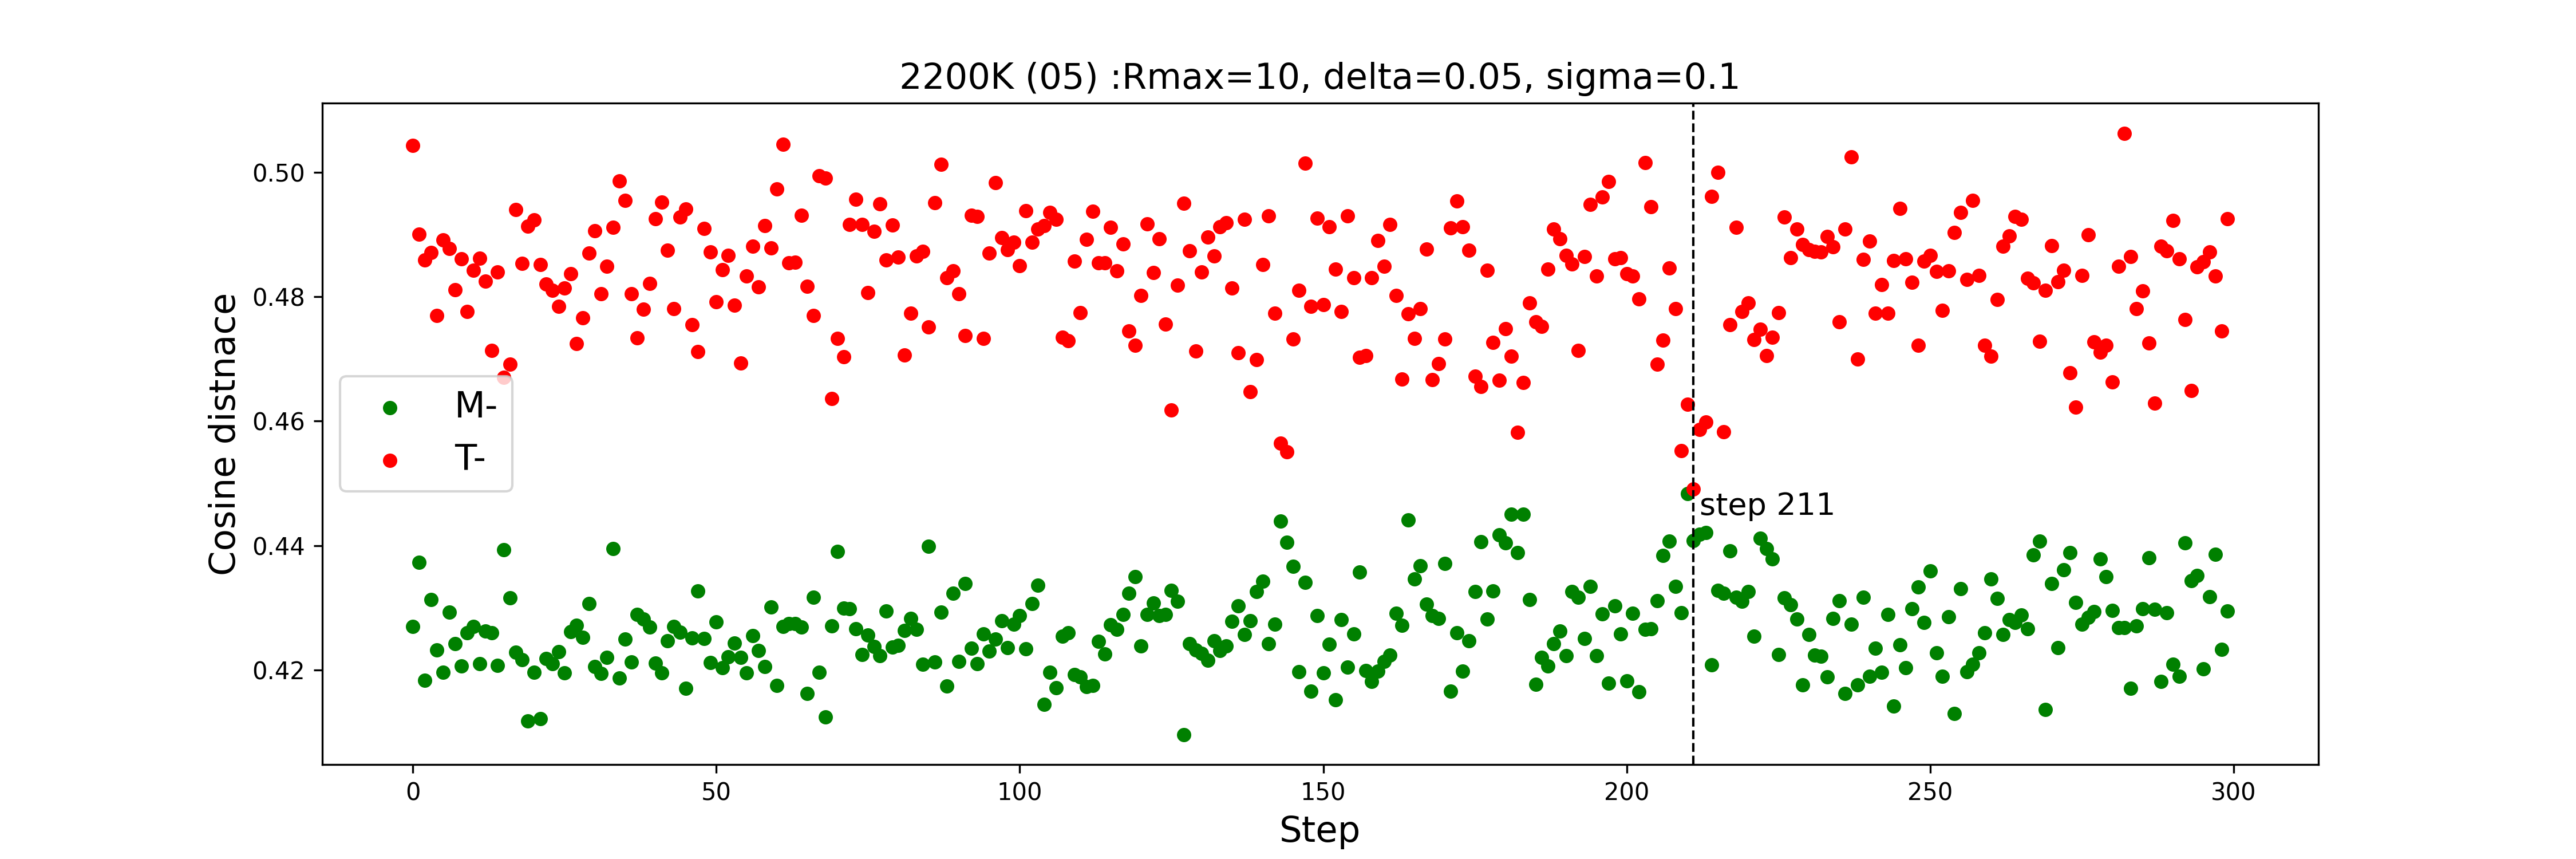 2200K (05) :Rmax=10, delta=0.05, sigma=0.1
Cosine distnace
0.50
0.48
0.46
0.44
0.42
M-
T-
step 211
0 50 100 150 200 250 300
Step